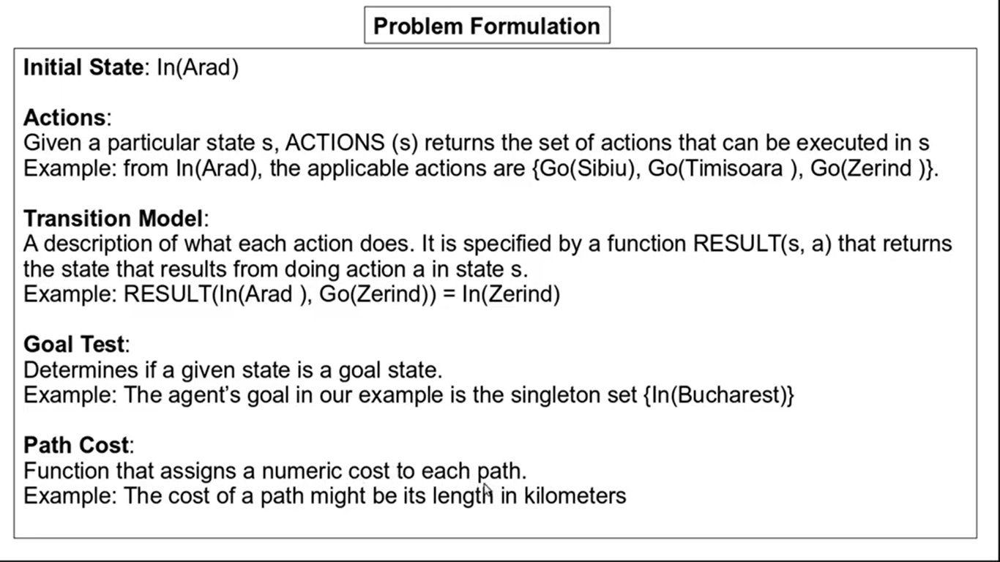 Problem Formulation
Initial State: In(Arad)
Actions:
Given a particular state s, ACTIONS (s) returns the set of actions that can be executed in s
Example: from In(Arad), the applicable actions are {Go(Sibiu), Go(Timisoara ), Go(Zerind )}.
Transition Model:
A description of what each action does. It is specified by a function RESULT(s, a) that returns
the state that results from doing action a in state s.
Example: RESULT(In(Arad ), Go(Zerind)) = In(Zerind)
Goal Test:
Determines if a given state is a goal state.
Example: The agent’s goal in our example is the singleton set {In(Bucharest)}
Path Cost:
Function that assigns a numeric cost to each path.
Example: The cost of a path might be its length in kilometers